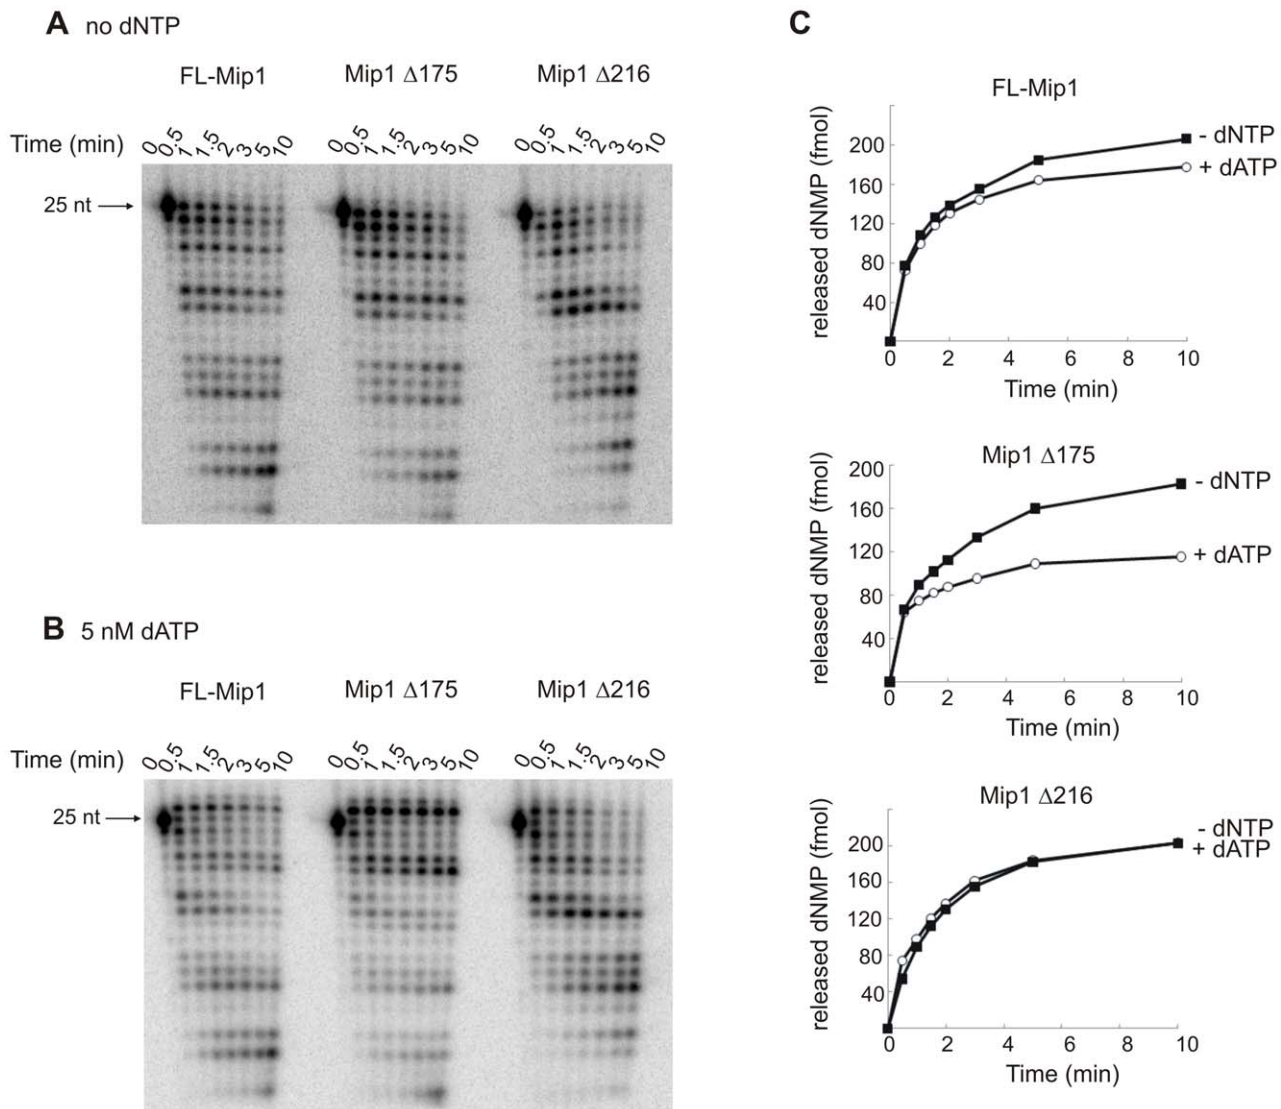 A no dNTP
FL-Mip1 Mip1 Δ175 Mip1 Δ216
Time (min) 0 0.5 1 1.5 2 3 5 10 0 0.5 1 1.5 2 3 5 10 0 0.5 1 1.5 2 3 5 10
25 nt
B 5 nM dATP
FL-Mip1 Mip1 Δ175 Mip1 Δ216
Time (min) 0 0.5 1 1.5 2 3 5 10 0 0.5 1 1.5 2 3 5 10 0 0.5 1 1.5 2 3 5 10
25 nt
C
FL-Mip1
released dNMP (fmol)
200
160
120
80
40
- dNTP
+ dATP
0 2 4 6 8 10
Time (min)
Mip1 Δ175
released dNMP (fmol)
200
160
120
80
40
- dNTP
+ dATP
0 2 4 6 8 10
Time (min)
Mip1 Δ216
released dNMP (fmol)
200
160
120
80
40
- dNTP
+ dATP
0 2 4 6 8 10
Time (min)